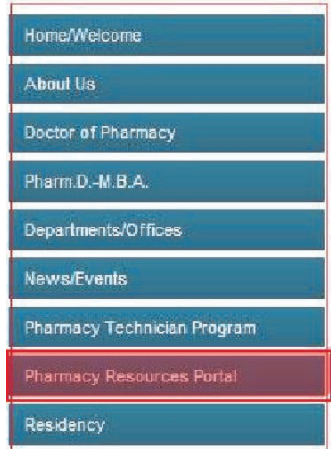 Home/Welcome
About Us
Doctor of Pharmacy
Pharm.D.-M.B.A.
Departments/Offices
News/Events
Pharmacy Technician Program
Pharmacy Resources Portal
Residency